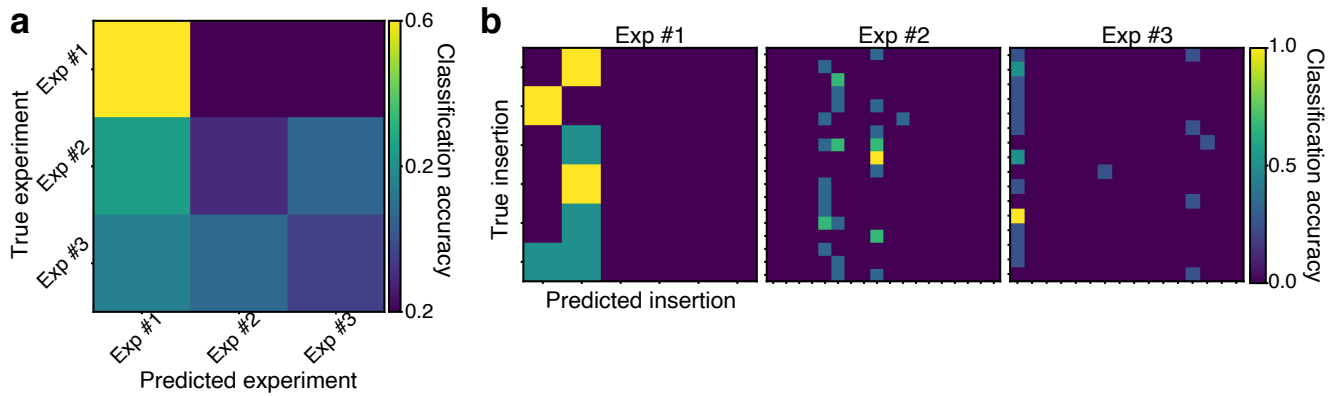 a
True experiment
Exp #1
Exp #2
Exp #3
Exp #1
Exp #2
Exp #3
Predicted experiment
0.6
0.2
0.2
Classification accuracy
b
Exp #1
Exp #2
Exp #3
True insertion
Predicted insertion
1.0
0.5
0.0
Classification accuracy